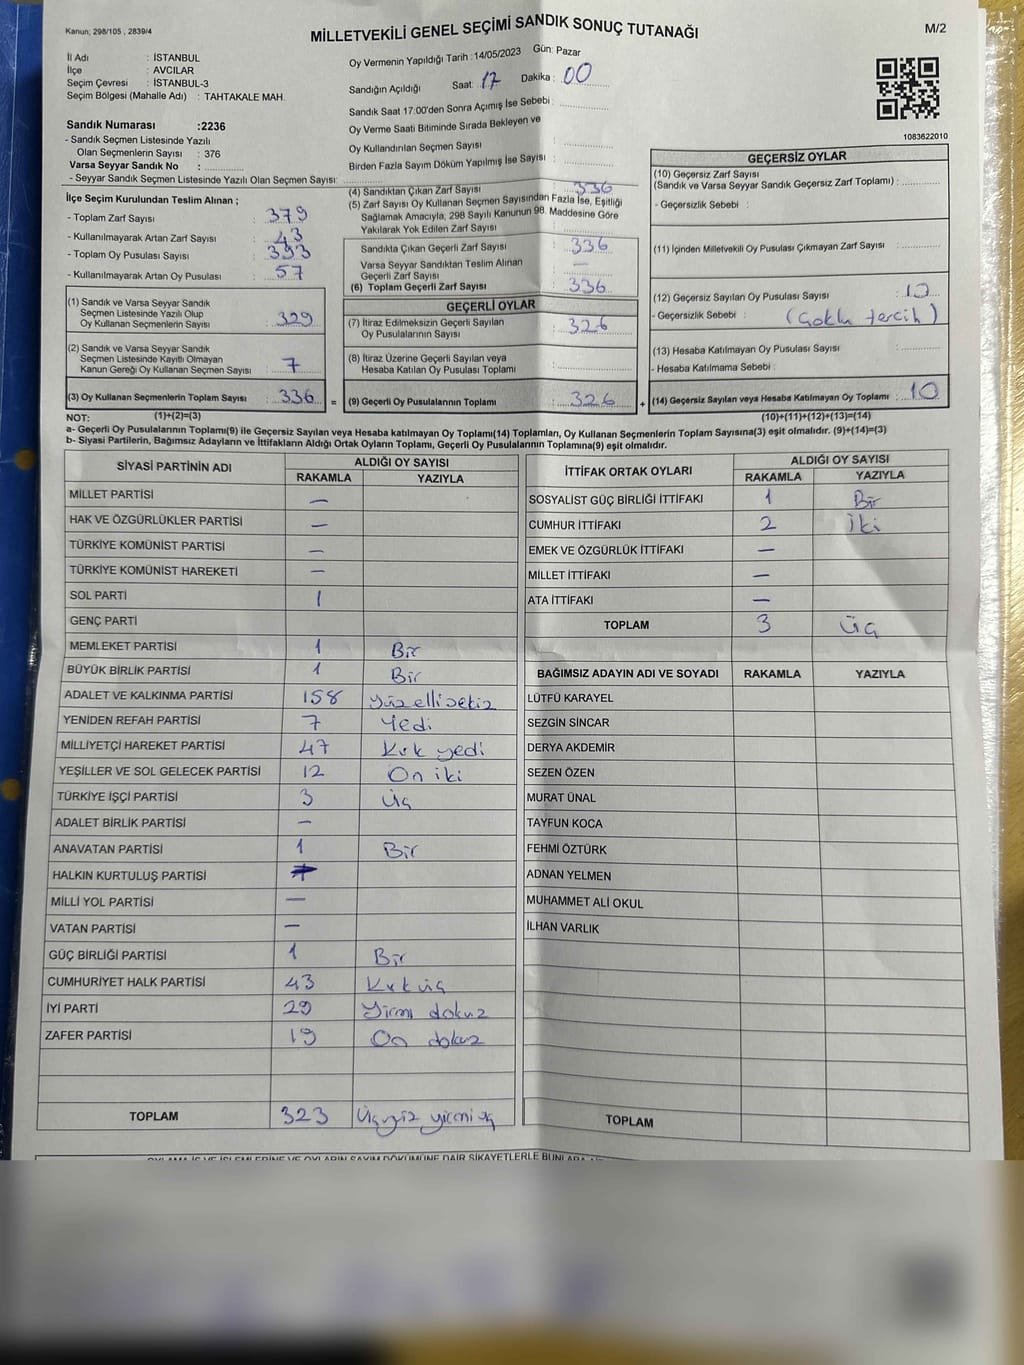 Kanun: 298/105 , 2839/4
MİLLETVEKİLİ GENEL SEÇİMİ SANDIK SONUÇ TUTANAĞI
M/2
İl Adı : İSTANBUL
İlçe : AVCILAR
Seçim Çevresi : İSTANBUL-3
Seçim Bölgesi (Mahalle Adı) : TAHTAKALE MAH.
Sandık Numarası :2236
- Sandık Seçmen Listesinde Yazılı
Olan Seçmenlerin Sayısı : 376
Varsa Seyyar Sandık No :
- Seyyar Sandık Seçmen Listesinde Yazılı Olan Seçmen Sayısı:
Oy Vermenin Yapıldığı Tarih :14/05/2023 Gün: Pazar
Sandığın Açıldığı Saat: 17 Dakika : 00
Sandık Saat 17:00'den Sonra Açımış İse Sebebi :
Oy Verme Saati Bitiminde Sırada Bekleyen ve
Oy Kullandırılan Seçmen Sayısı :
Birden Fazla Sayım Döküm Yapılmış İse Sayısı :
1083622010
İlçe Seçim Kurulundan Teslim Alınan ;
- Toplam Zarf Sayısı : 379
- Kullanılmayarak Artan Zarf Sayısı : 43
- Toplam Oy Pusulası Sayısı : 393
- Kullanılmayarak Artan Oy Pusulası : 57
(1) Sandık ve Varsa Seyyar Sandık
Seçmen Listesinde Yazılı Olup
Oy Kullanan Seçmenlerin Sayısı : 329
(2) Sandık ve Varsa Seyyar Sandık
Seçmen Listesinde Kayıtlı Olmayan
Kanun Gereği Oy Kullanan Seçmen Sayısı : 7
(3) Oy Kullanan Seçmenlerin Toplam Sayısı : 336 =
(4) Sandıktan Çıkan Zarf Sayısı : 336
(5) Zarf Sayısı Oy Kullanan Seçmen Sayısından Fazla İse, Eşitliği
Sağlamak Amacıyla, 298 Sayılı Kanunun 98. Maddesine Göre
Yakılarak Yok Edilen Zarf Sayısı :
Sandıkta Çıkan Geçerli Zarf Sayısı : 336
Varsa Seyyar Sandıktan Teslim Alınan
Geçerli Zarf Sayısı : —
(6) Toplam Geçerli Zarf Sayısı : 336
GEÇERLİ OYLAR
(7) İtiraz Edilmeksizin Geçerli Sayılan
Oy Pusulalarının Sayısı : 326
(8) İtiraz Üzerine Geçerli Sayılan veya
Hesaba Katılan Oy Pusulası Toplamı :
(9) Geçerli Oy Pusulalarının Toplamı : 326 +
GEÇERSİZ OYLAR
(10) Geçersiz Zarf Sayısı
(Sandık ve Varsa Seyyar Sandık Geçersiz Zarf Toplamı) :
- Geçersizlik Sebebi :
(11) İçinden Milletvekili Oy Pusulası Çıkmayan Zarf Sayısı :
(12) Geçersiz Sayılan Oy Pusulası Sayısı : 10
- Geçersizlik Sebebi : (Çoklu tercih)
(13) Hesaba Katılmayan Oy Pusulası Sayısı :
- Hesaba Katılmama Sebebi :
(14) Geçersiz Sayılan veya Hesaba Katılmayan Oy Toplamı : 10
NOT: (1)+(2)=(3)
(10)+(11)+(12)+(13)=(14)
a- Geçerli Oy Pusulalarının Toplamı(9) ile Geçersiz Sayılan veya Hesaba katılmayan Oy Toplamı(14) Toplamları, Oy Kullanan Seçmenlerin Toplam Sayısına(3) eşit olmalıdır. (9)+(14)=(3)
b- Siyasi Partilerin, Bağımsız Adayların ve İttifakların Aldığı Ortak Oyların Toplamı, Geçerli Oy Pusulalarının Toplamına(9) eşit olmalıdır.
SİYASİ PARTİNİN ADI ALDIĞI OY SAYISI
RAKAMLA YAZIYLA
MİLLET PARTİSİ —
HAK VE ÖZGÜRLÜKLER PARTİSİ —
TÜRKİYE KOMÜNİST PARTİSİ —
TÜRKİYE KOMÜNİST HAREKETİ —
SOL PARTİ 1
GENÇ PARTİ
MEMLEKET PARTİSİ 1 Bir
BÜYÜK BİRLİK PARTİSİ 1 Bir
ADALET VE KALKINMA PARTİSİ 158 Yüzellisekiz
YENİDEN REFAH PARTİSİ 7 Yedi
MİLLİYETÇİ HAREKET PARTİSİ 47 Kırk yedi
YEŞİLLER VE SOL GELECEK PARTİSİ 12 On iki
TÜRKİYE İŞÇİ PARTİSİ 3 Üç
ADALET BİRLİK PARTİSİ —
ANAVATAN PARTİSİ 1 Bir
HALKIN KURTULUŞ PARTİSİ
MİLLİ YOL PARTİSİ —
VATAN PARTİSİ —
GÜÇ BİRLİĞİ PARTİSİ 1 Bir
CUMHURİYET HALK PARTİSİ 43 Kırk üç
İYİ PARTİ 29 Yirmi dokuz
ZAFER PARTİSİ 19 On dokuz
TOPLAM 323 Üçyüz yirmi üç
İTTİFAK ORTAK OYLARI ALDIĞI OY SAYISI
RAKAMLA YAZIYLA
SOSYALİST GÜÇ BİRLİĞİ İTTİFAKI 1 Bir
CUMHUR İTTİFAKI 2 İki
EMEK VE ÖZGÜRLÜK İTTİFAKI —
MİLLET İTTİFAKI —
ATA İTTİFAKI —
TOPLAM 3 Üç
BAĞIMSIZ ADAYIN ADI VE SOYADI RAKAMLA YAZIYLA
LÜTFÜ KARAYEL
SEZGİN SİNCAR
DERYA AKDEMİR
SEZEN ÖZEN
MURAT ÜNAL
TAYFUN KOCA
FEHMİ ÖZTÜRK
ADNAN YELMEN
MUHAMMET ALİ OKUL
İLHAN VARLIK
TOPLAM
OYLAMA İŞ VE İŞLEMLERİNE VE OYLARIN SAYIM DÖKÜMÜNE DAİR ŞİKAYETLERLE BUNLARA